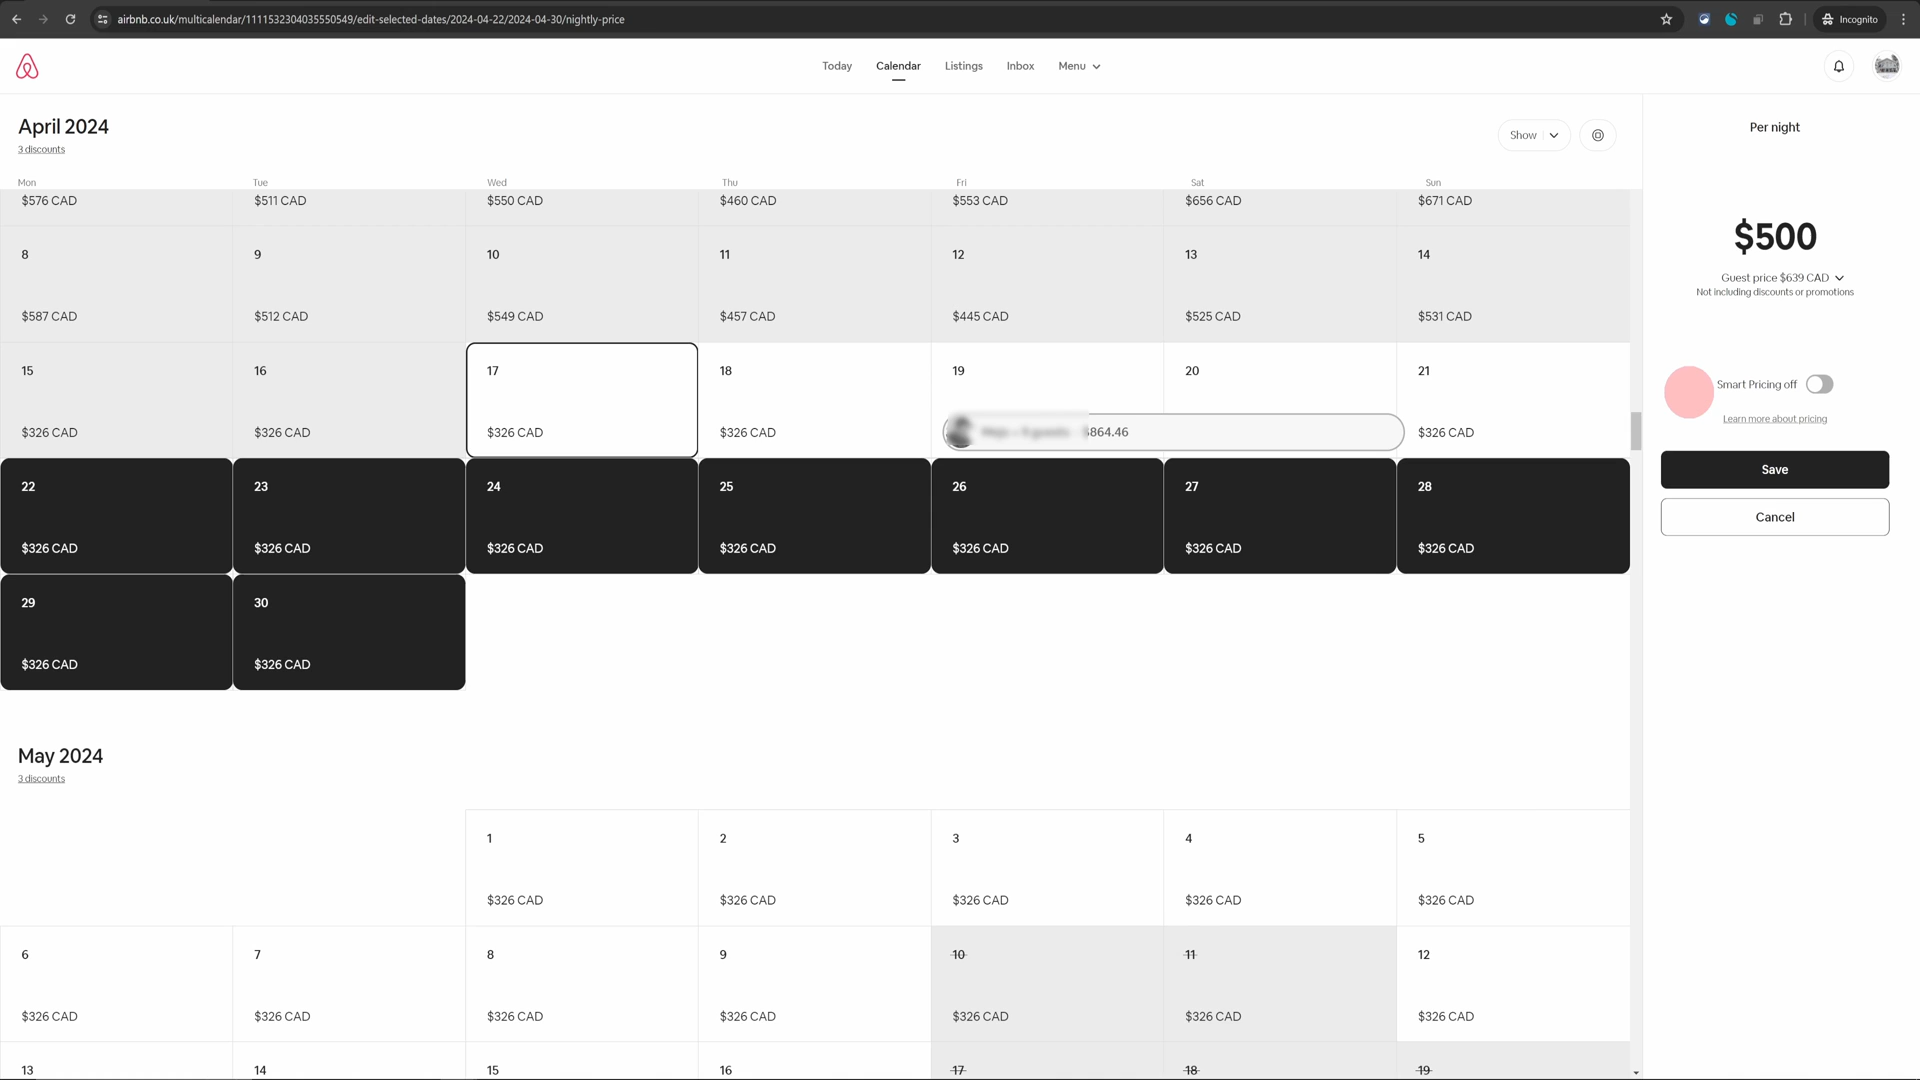 airbnb.co.uk/multicalendar/1111532304035550549/edit-selected-dates/2024-04-22/2024-04-30/nightly-price
Incognito
Today Calendar Listings Inbox Menu
April 2024
3 discounts
Show
Mon Tue Wed Thu Fri Sat Sun
$576 CAD $511 CAD $550 CAD $460 CAD $553 CAD $656 CAD $671 CAD
8 9 10 11 12 13 14
$587 CAD $512 CAD $549 CAD $457 CAD $445 CAD $525 CAD $531 CAD
15 16 17 18 19 20 21
$326 CAD $326 CAD $326 CAD $326 CAD $864.46 $326 CAD
22 23 24 25 26 27 28
$326 CAD $326 CAD $326 CAD $326 CAD $326 CAD $326 CAD $326 CAD
29 30
$326 CAD $326 CAD
May 2024
3 discounts
1 2 3 4 5
$326 CAD $326 CAD $326 CAD $326 CAD $326 CAD
6 7 8 9 10 11 12
$326 CAD $326 CAD $326 CAD $326 CAD $326 CAD $326 CAD $326 CAD
13 14 15 16 17 18 19
Per night
$500
Guest price $639 CAD
Not including discounts or promotions
Smart Pricing off
Learn more about pricing
Save
Cancel